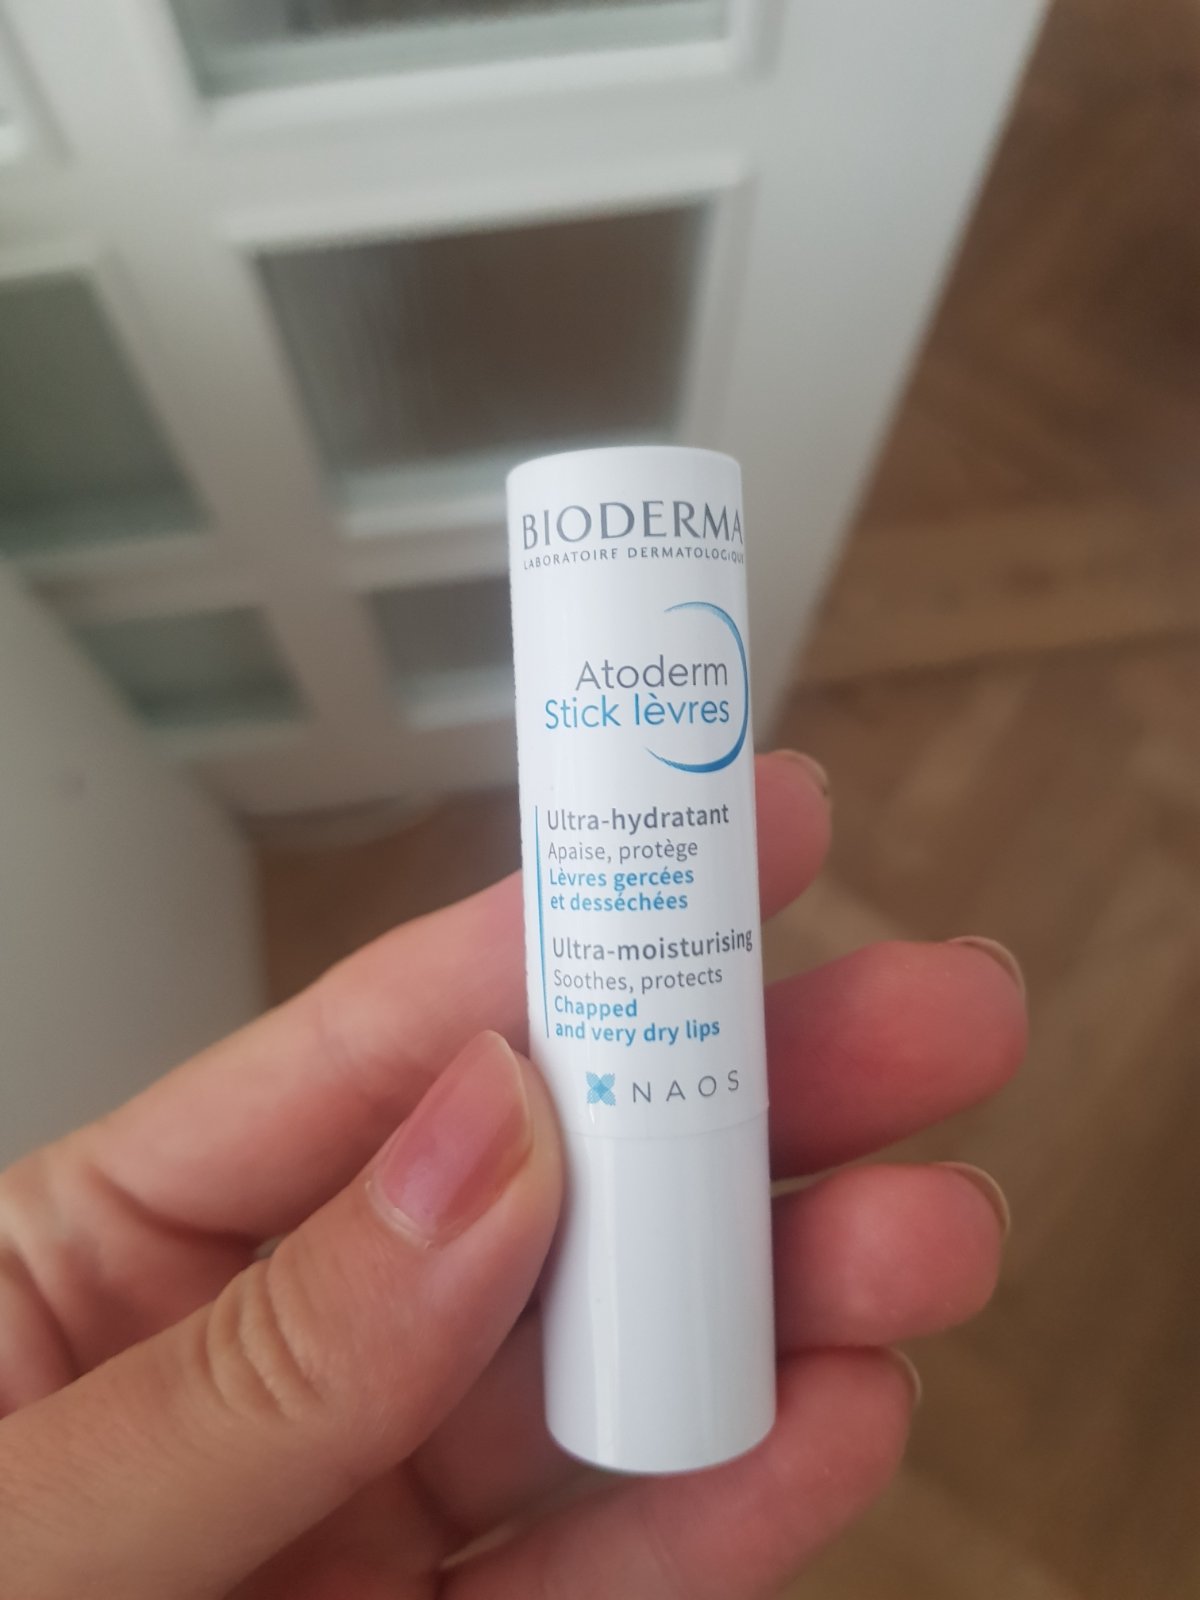 BIODERMA
LABORATOIRE DERMATOLOGIQUE
Atoderm
Stick lèvres
Ultra-hydratant
Apaise, protège
Lèvres gercées
et desséchées
Ultra-moisturising
Soothes, protects
Chapped
and very dry lips
NAOS